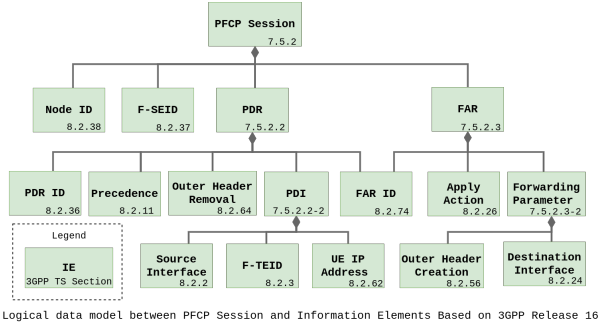 PFCP Session
7.5.2
Node ID
8.2.38
F-SEID
8.2.37
PDR
7.5.2.2
FAR
7.5.2.3
PDR ID
8.2.36
Precedence
8.2.11
Outer Header
Removal
8.2.64
PDI
7.5.2.2-2
FAR ID
8.2.74
Apply
Action
8.2.26
Forwarding
Parameter
7.5.2.3-2
Legend
IE
3GPP TS Section
Source
Interface
8.2.2
F-TEID
8.2.3
UE IP
Address
8.2.62
Outer Header
Creation
8.2.56
Destination
Interface
8.2.24
Logical data model between PFCP Session and Information Elements Based on 3GPP Release 16